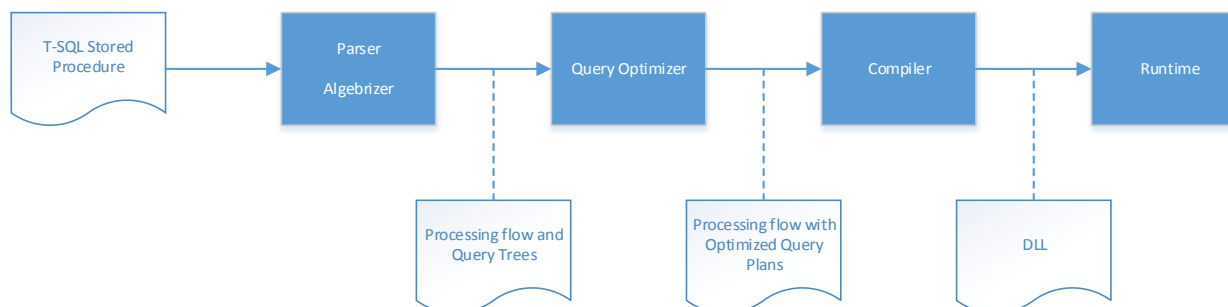 T-SQL Stored
Procedure
Parser
Algebrizer
Query Optimizer
Compiler
Runtime
Processing flow and
Query Trees
Processing flow with
Optimized Query
Plans
DLL